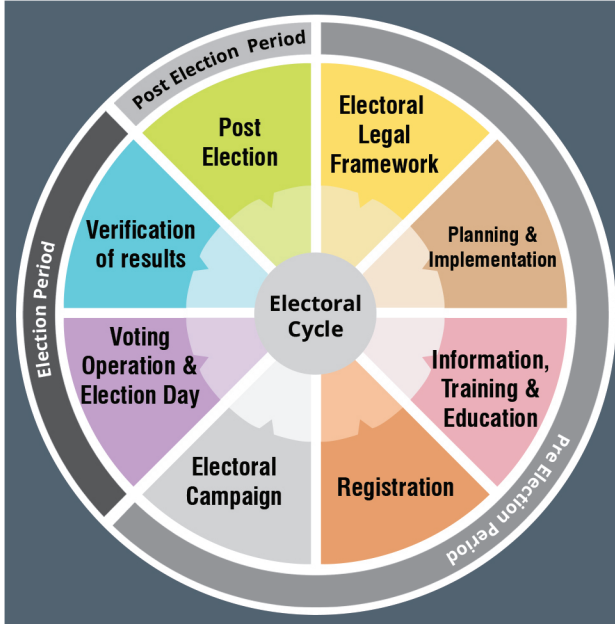 Post Election Period
Electoral
Legal
Framework
Planning &
Implementation
Information,
Training &
Education
Registration
Electoral
Campaign
Voting
Operation &
Election Day
Verification
of results
Post
Election
Electoral
Cycle
Pre Election Period
Election Period